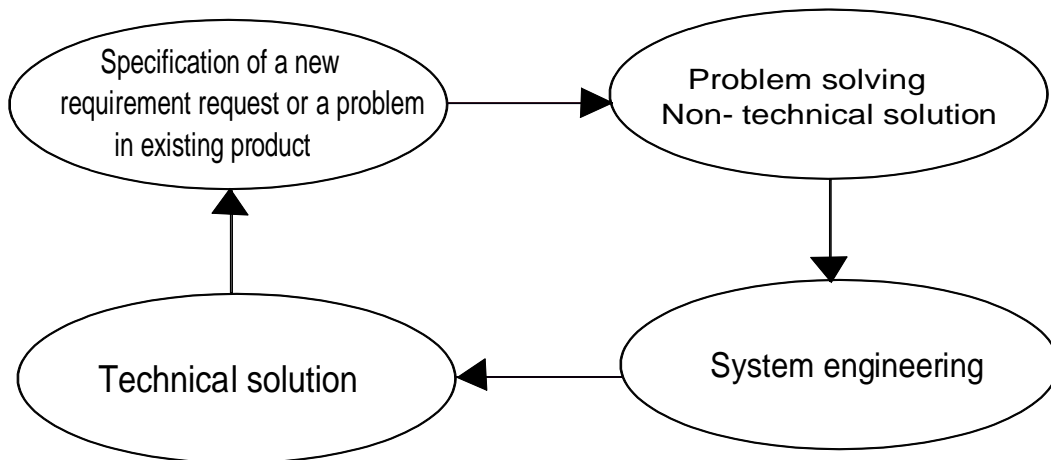 Specification of a new
requirement request or a problem
in existing product
Problem solving
Non- technical solution
System engineering
Technical solution